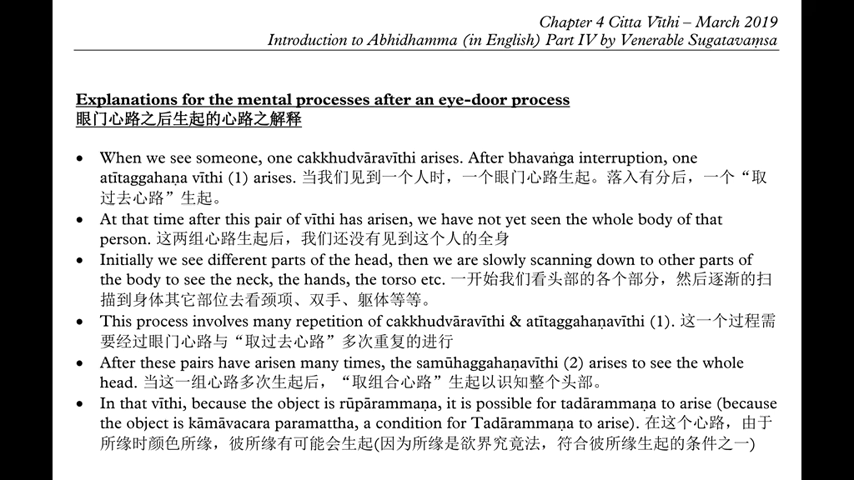 Chapter 4 Citta Vīthi – March 2019
Introduction to Abhidhamma (in English) Part IV by Venerable Sugatavaṃsa
Explanations for the mental processes after an eye-door process
眼门心路之后生起的心路之解释
• When we see someone, one cakkhudvāravīthi arises. After bhavaṅga interruption, one
atītaggahaṇa vīthi (1) arises. 当我们见到一个人时，一个眼门心路生起。落入有分后，一个“取
过去心路”生起。
• At that time after this pair of vīthi has arisen, we have not yet seen the whole body of that
person. 这两组心路生起后，我们还没有见到这个人的全身
• Initially we see different parts of the head, then we are slowly scanning down to other parts of
the body to see the neck, the hands, the torso etc. 一开始我们看头部的各个部分，然后逐渐的扫
描到身体其它部位去看颈项、双手、躯体等等。
• This process involves many repetition of cakkhudvāravīthi & atītaggahaṇavīthi (1). 这一个过程需
要经过眼门心路与“取过去心路”多次重复的进行
• After these pairs have arisen many times, the samūhaggahaṇavīthi (2) arises to see the whole
head. 当这一组心路多次生起后，“取组合心路”生起以识知整个头部。
• In that vīthi, because the object is rūpārammaṇa, it is possible for tadārammaṇa to arise (because
the object is kāmāvacara paramattha, a condition for Tadārammaṇa to arise). 在这个心路，由于
所缘时颜色所缘，彼所缘有可能会生起(因为所缘是欲界究竟法，符合彼所缘生起的条件之一)